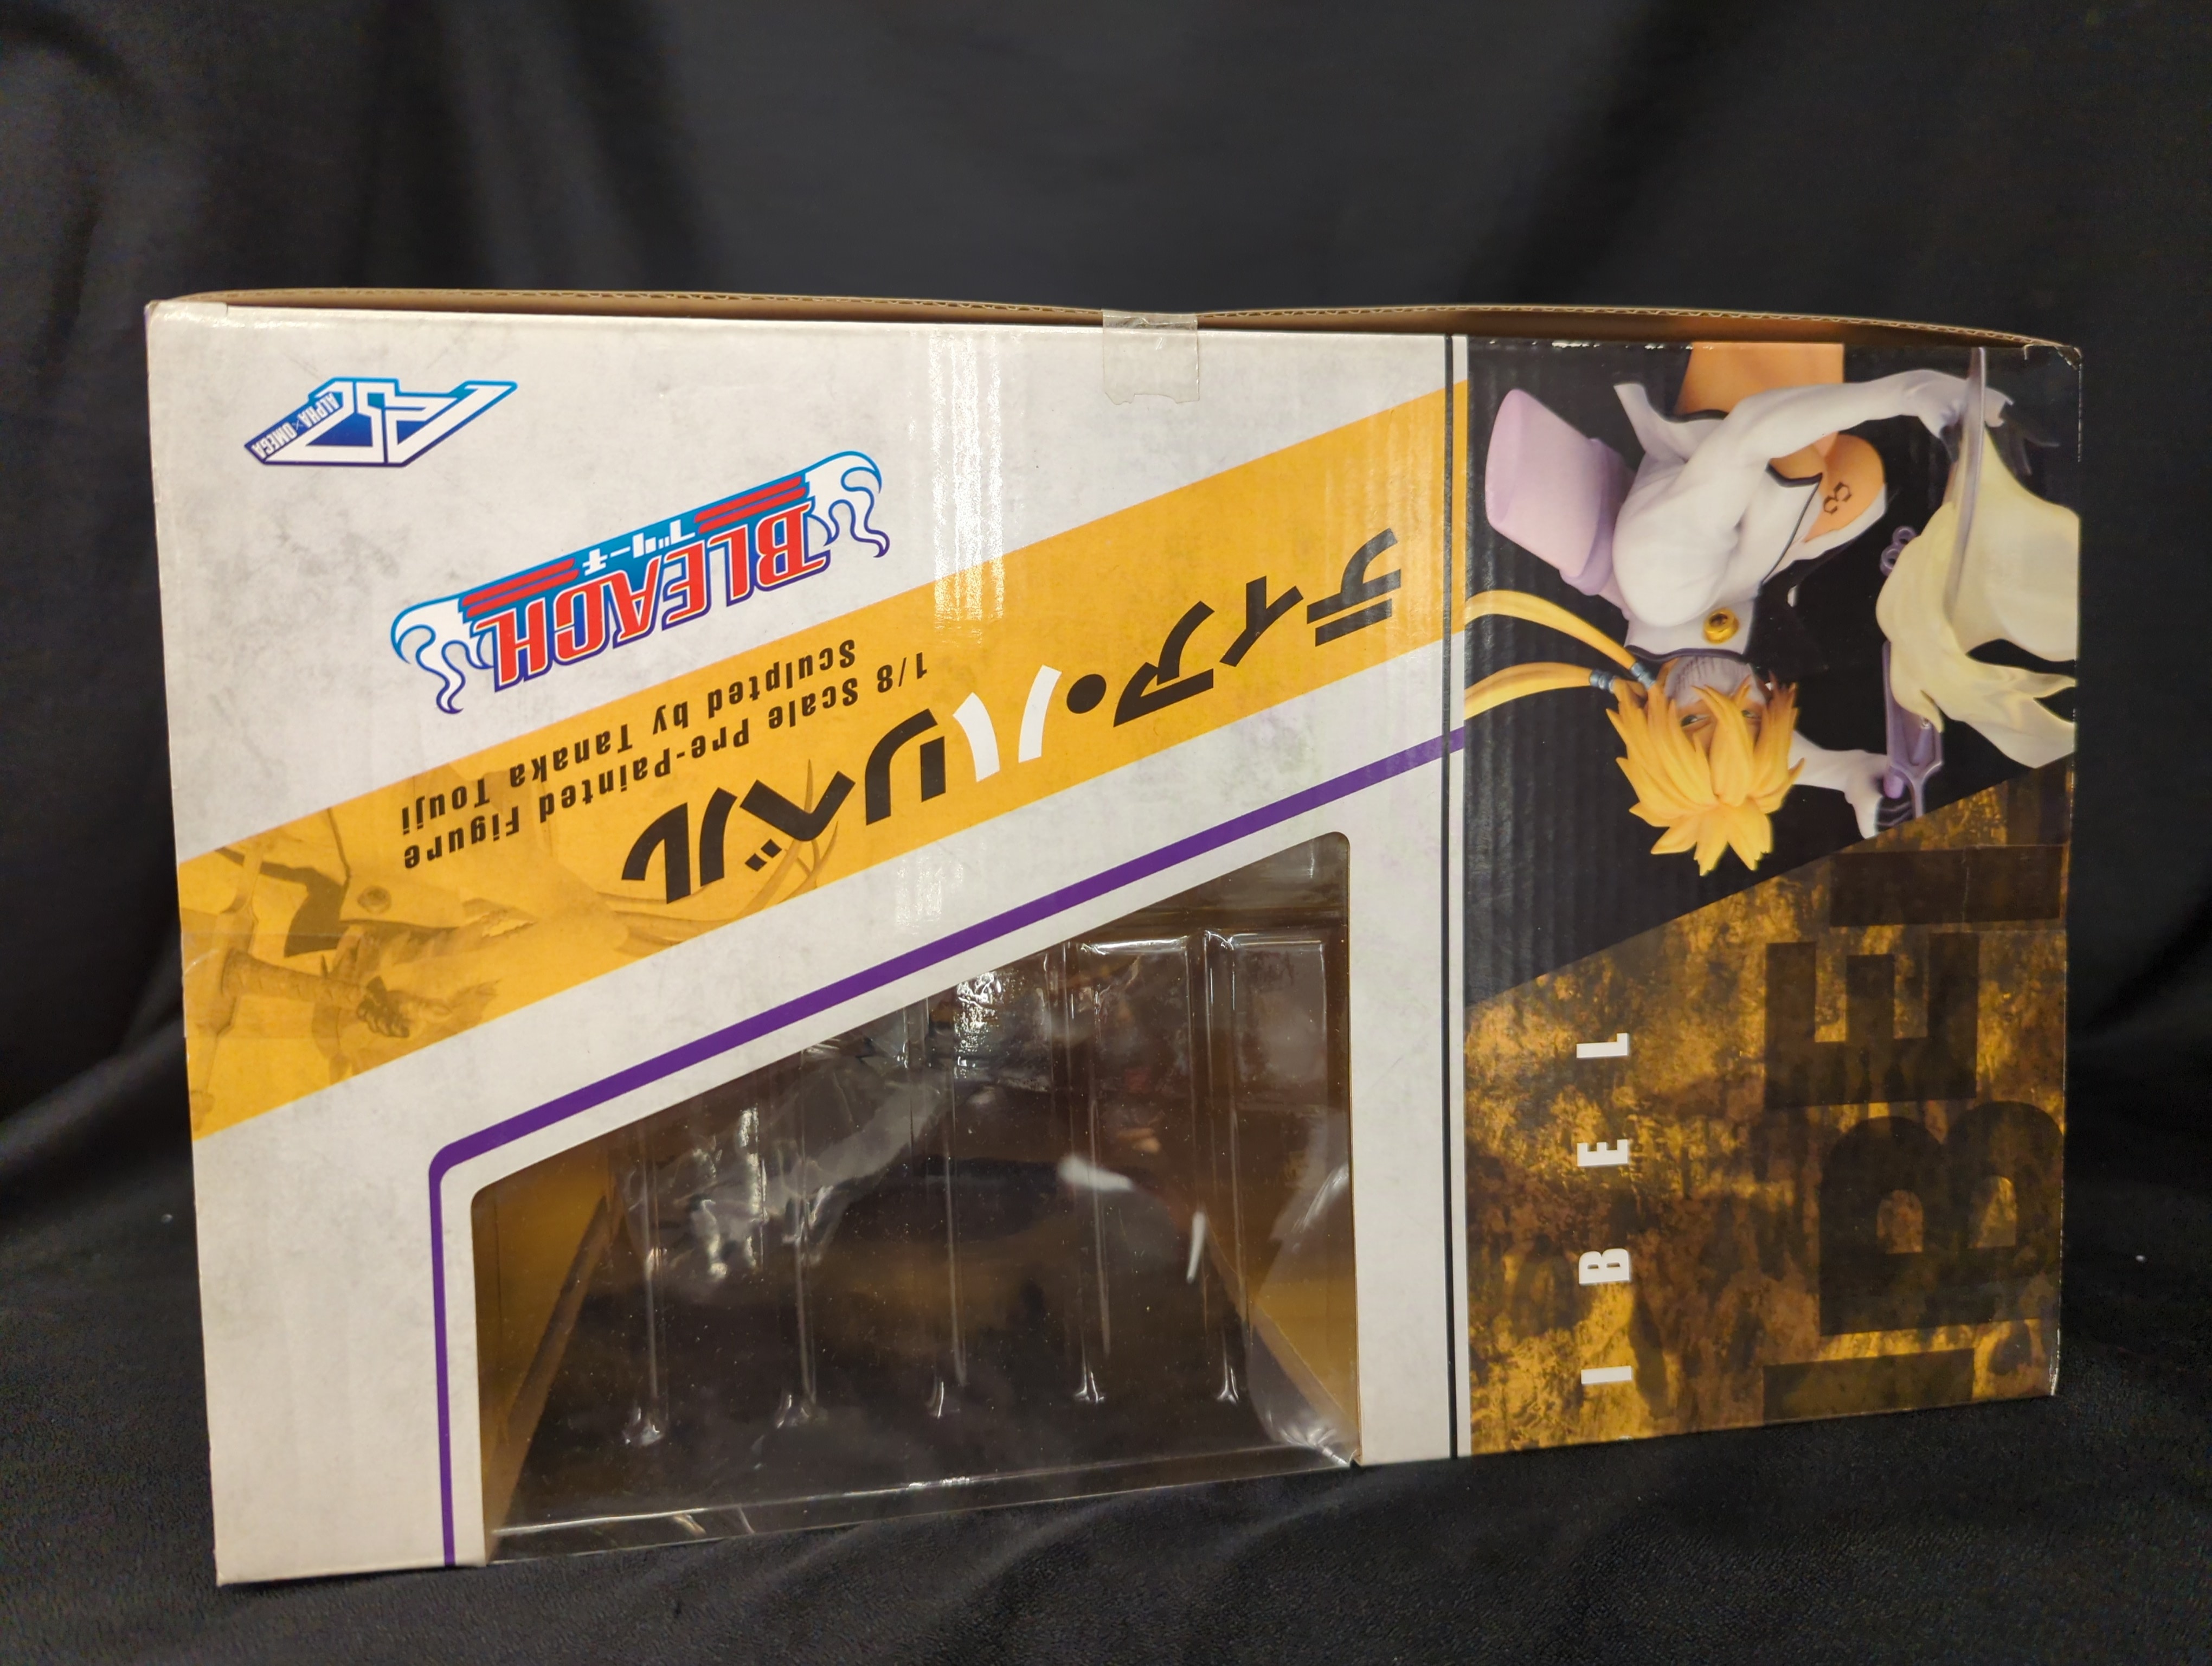 ALPHA×OMEGA
BLEACH
ブリーチ
Sculpted by Tanaka Touji
1/8 Scale Pre-Painted Figure
ティア・ハリベル
IBEL
IBEL